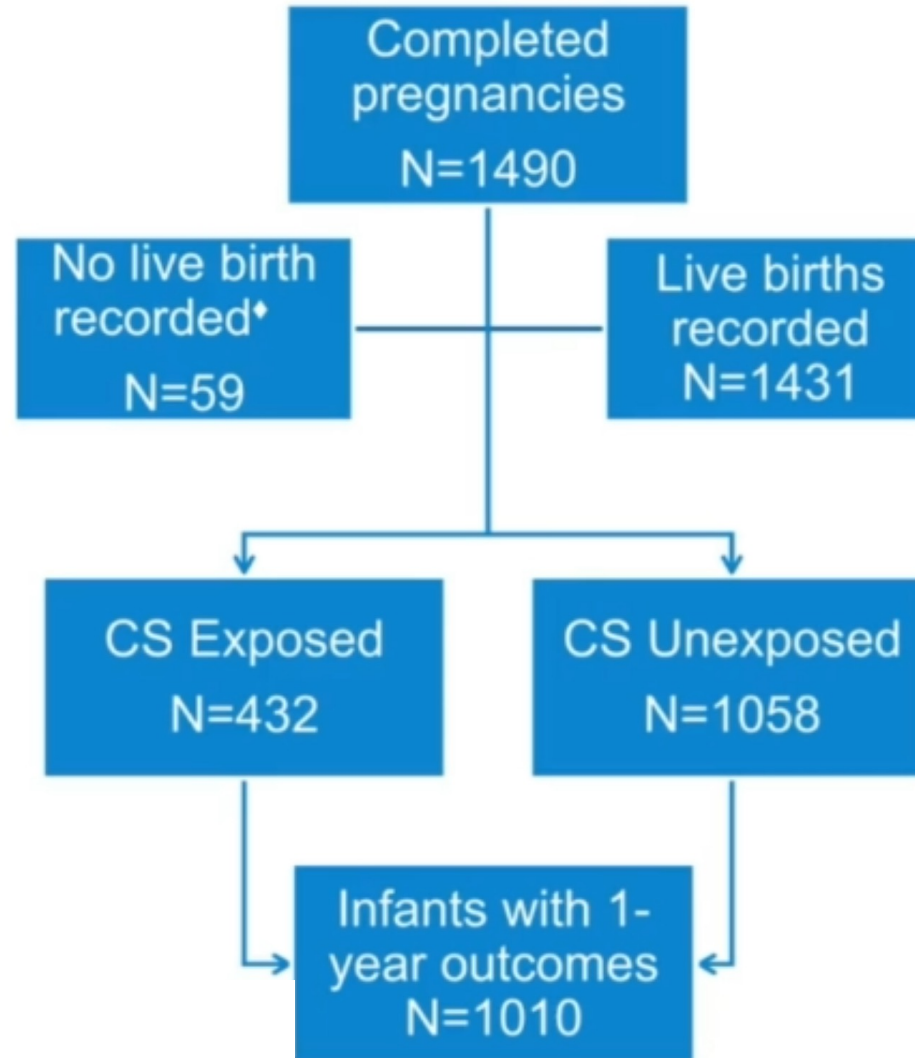 Completed
pregnancies
N=1490
No live birth
recorded♦
N=59
Live births
recorded
N=1431
CS Exposed
N=432
CS Unexposed
N=1058
Infants with 1-
year outcomes
N=1010